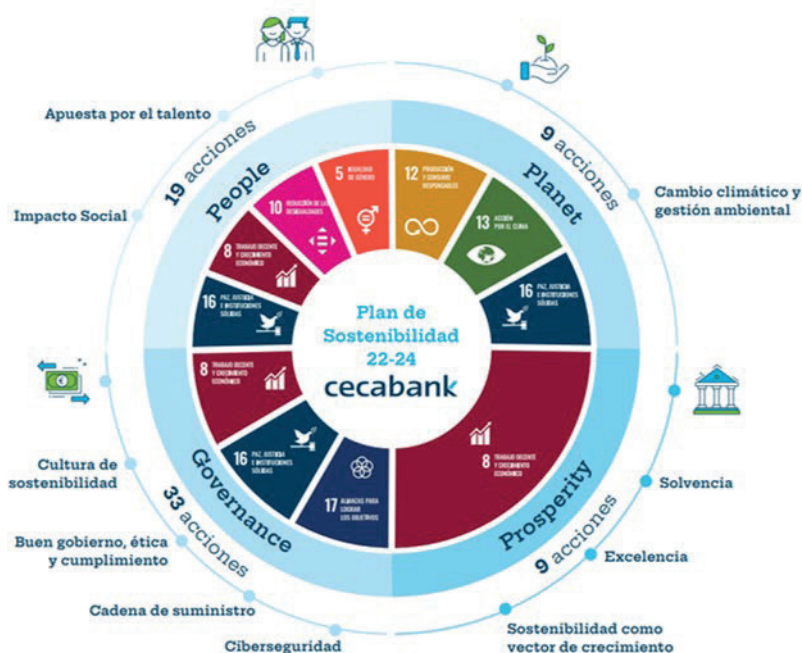 Apuesta por el talento
Impacto Social
19 acciones
People
9 acciones
Planet
Cambio climático y
gestión ambiental
5 IGUALDAD
DE GÉNERO
12 PRODUCCIÓN
Y CONSUMO
RESPONSABLES
10 REDUCCIÓN DE LAS
DESIGUALDADES
13 ACCIÓN
POR EL CLIMA
8 TRABAJO DECENTE
Y CRECIMIENTO
ECONÓMICO
16 PAZ, JUSTICIA
E INSTITUCIONES
SÓLIDAS
16 PAZ, JUSTICIA
E INSTITUCIONES
SÓLIDAS
Plan de
Sostenibilidad
22-24
cecabank
8 TRABAJO DECENTE
Y CRECIMIENTO
ECONÓMICO
16 PAZ, JUSTICIA
E INSTITUCIONES
SÓLIDAS
17 ALIANZAS PARA
LOGRAR
LOS OBJETIVOS
8 TRABAJO DECENTE
Y CRECIMIENTO
ECONÓMICO
Governance
33 acciones
Cultura de
sostenibilidad
Buen gobierno, ética
y cumplimiento
Cadena de suministro
Ciberseguridad
Prosperity
9 acciones
Solvencia
Excelencia
Sostenibilidad como
vector de crecimiento